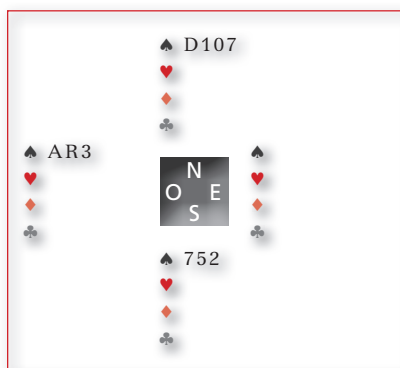 ♠ D107
♥
♦
♣
♠ AR3
♥
♦
♣
N
O E
S
♠
♥
♦
♣
♠ 752
♥
♦
♣